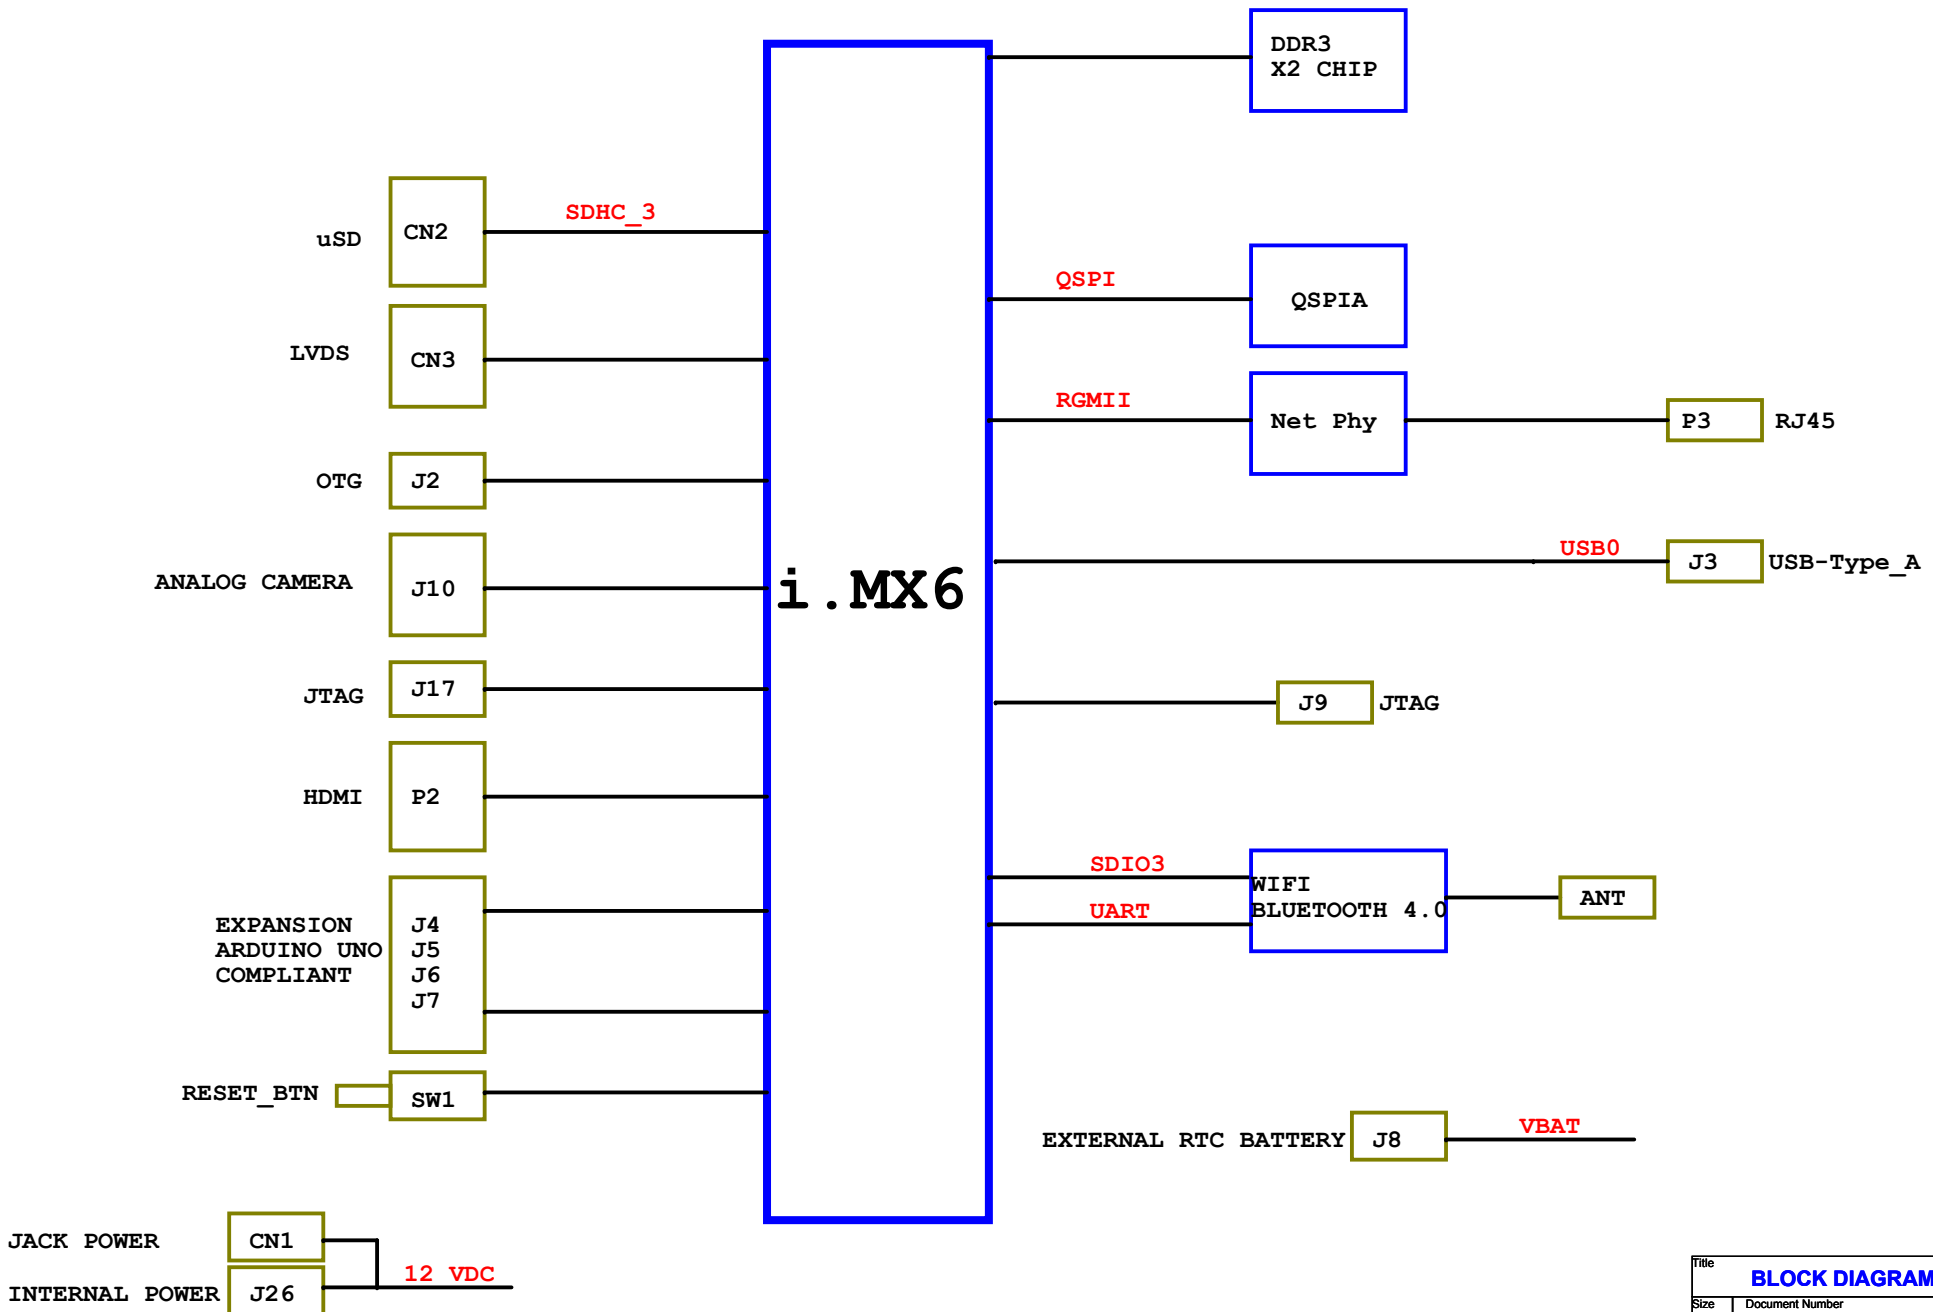 DDR3
X2 CHIP
uSD
CN2
SDHC_3
QSPI
QSPIA
LVDS
CN3
RGMII
Net Phy
P3
RJ45
OTG
J2
USB0
J3
USB-Type_A
ANALOG CAMERA
J10
i.MX6
JTAG
J17
J9
JTAG
HDMI
P2
SDIO3
WIFI
BLUETOOTH 4.0
UART
ANT
EXPANSION
ARDUINO UNO
COMPLIANT
J4
J5
J6
J7
RESET_BTN
SW1
EXTERNAL RTC BATTERY
J8
VBAT
JACK POWER
CN1
INTERNAL POWER
J26
12 VDC
Title
BLOCK DIAGRAM
Size
Document Number